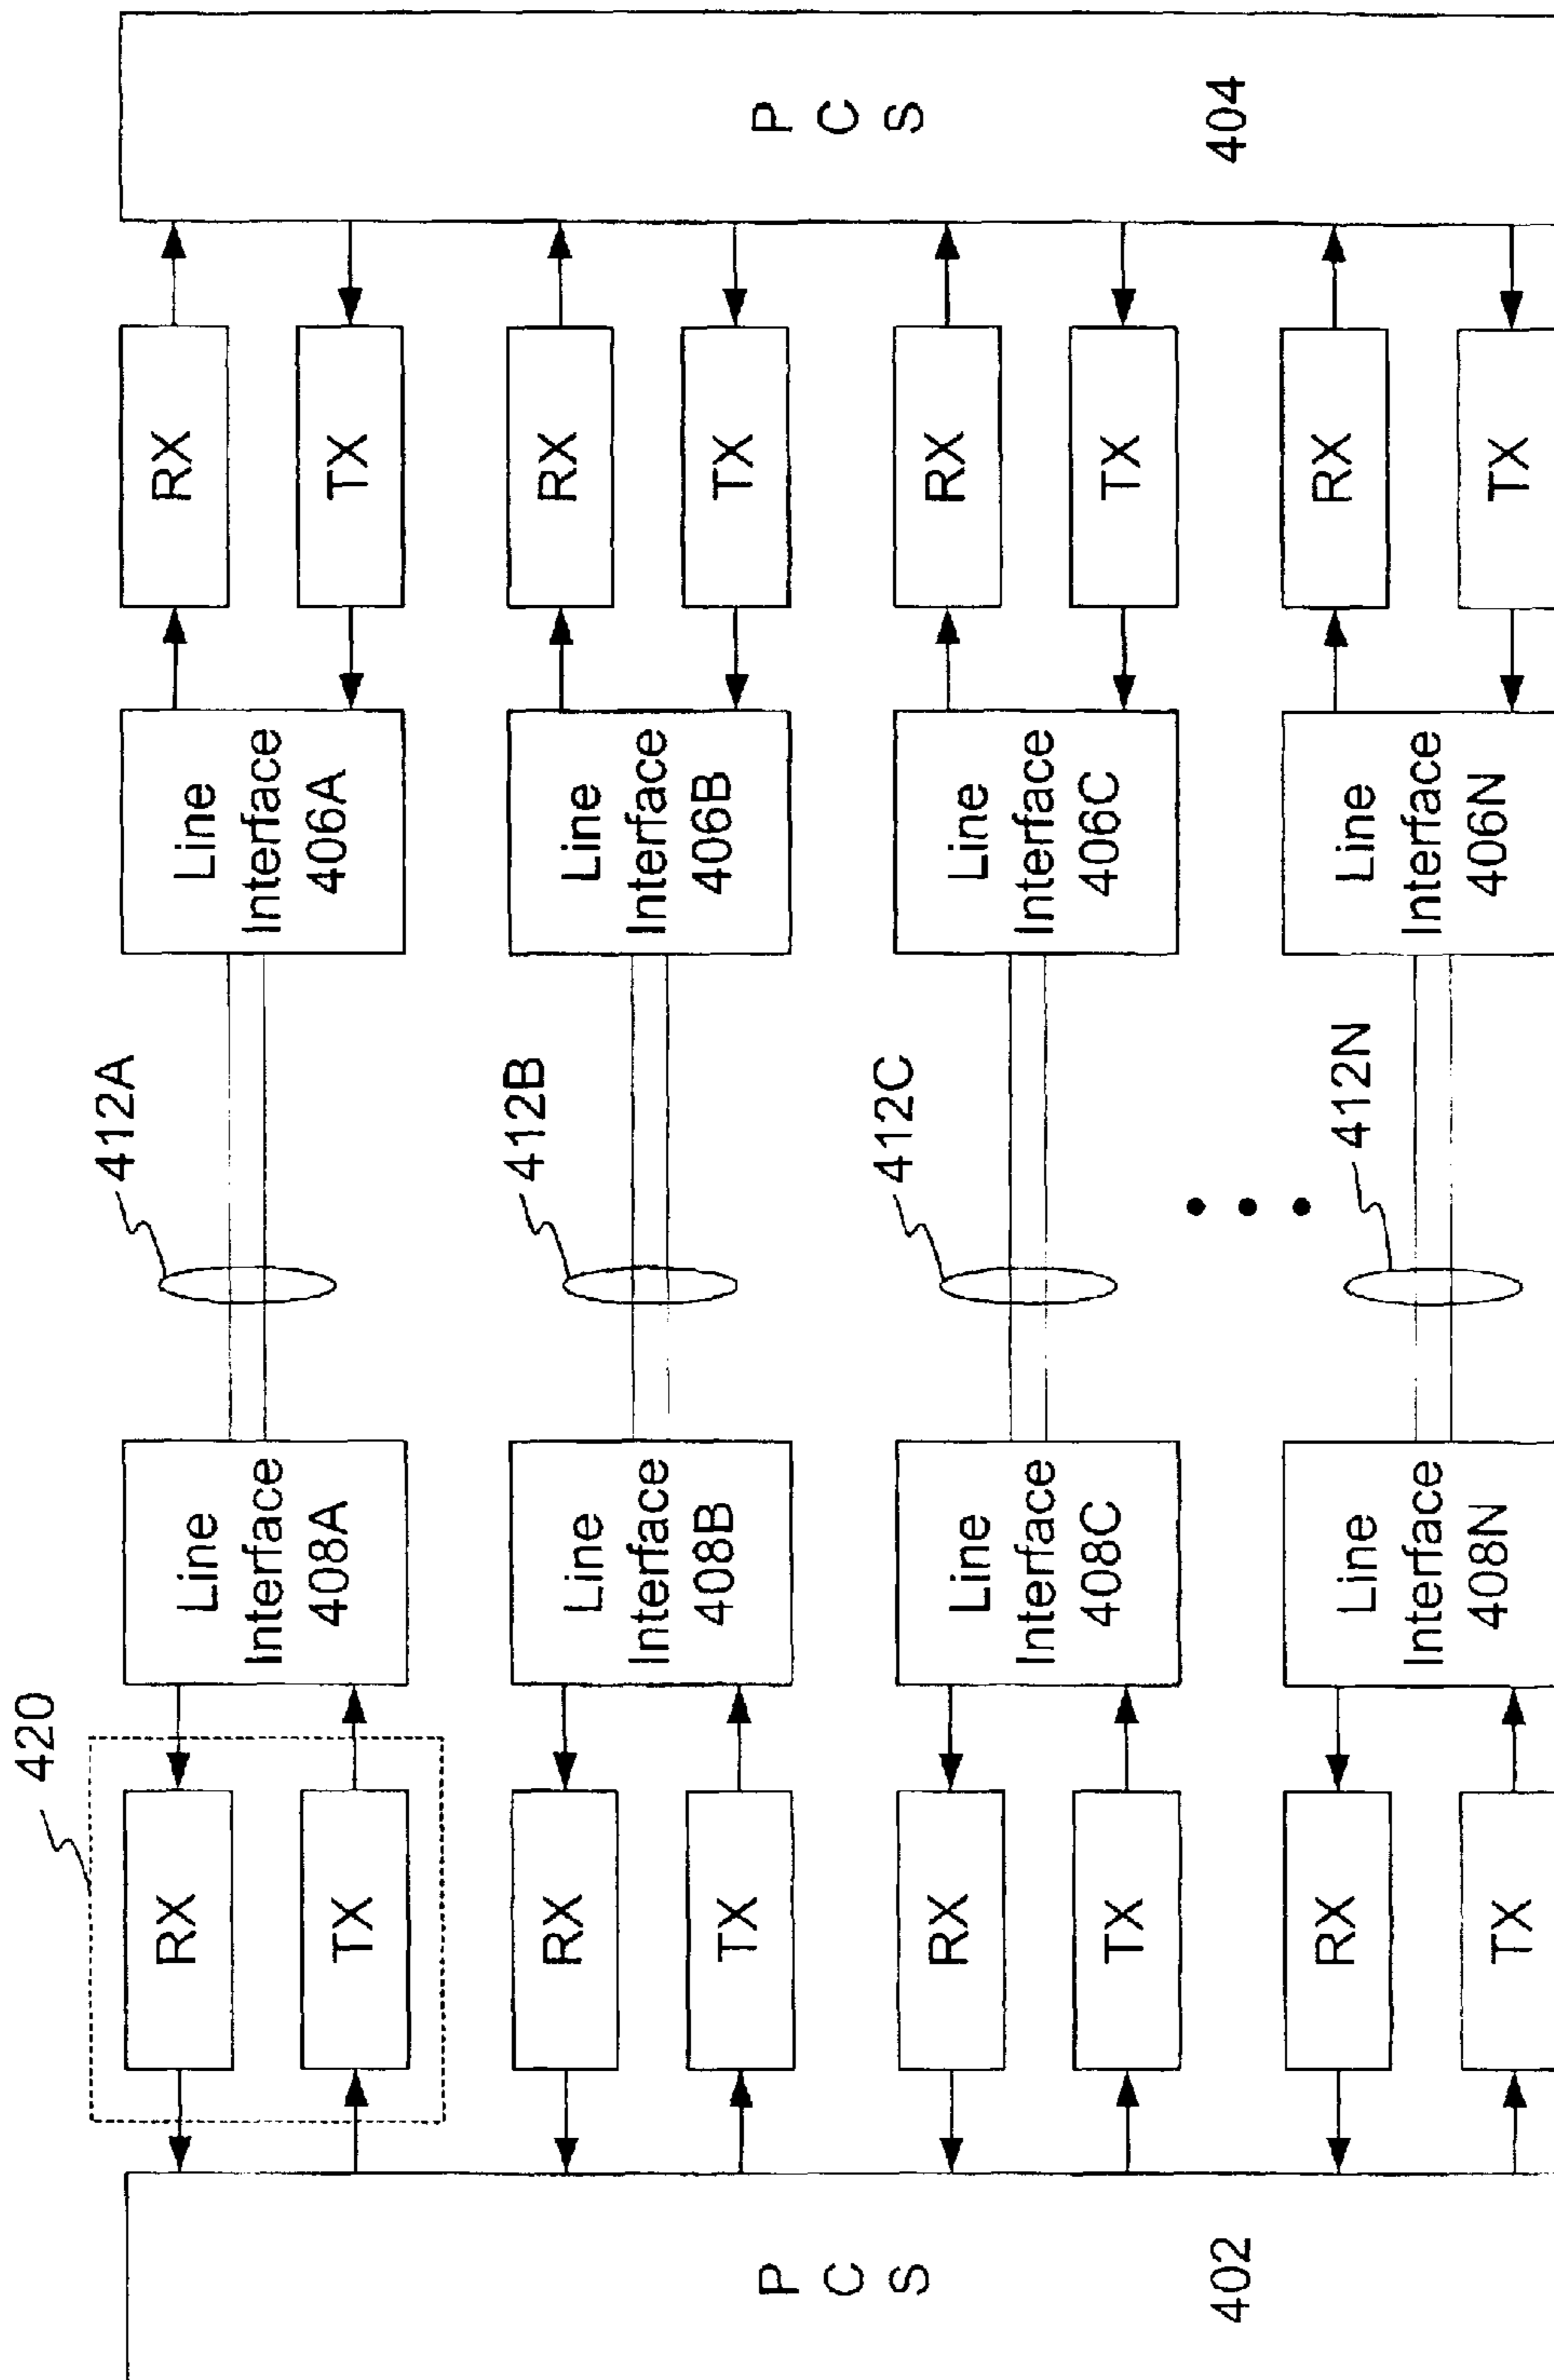 420
412A
412B
412C
412N
P
C
S
402
RX
TX
RX
TX
RX
TX
RX
TX
Line
Interface
408A
Line
Interface
408B
Line
Interface
408C
Line
Interface
408N
Line
Interface
406A
Line
Interface
406B
Line
Interface
406C
Line
Interface
406N
RX
TX
RX
TX
RX
TX
RX
TX
P
C
S
404